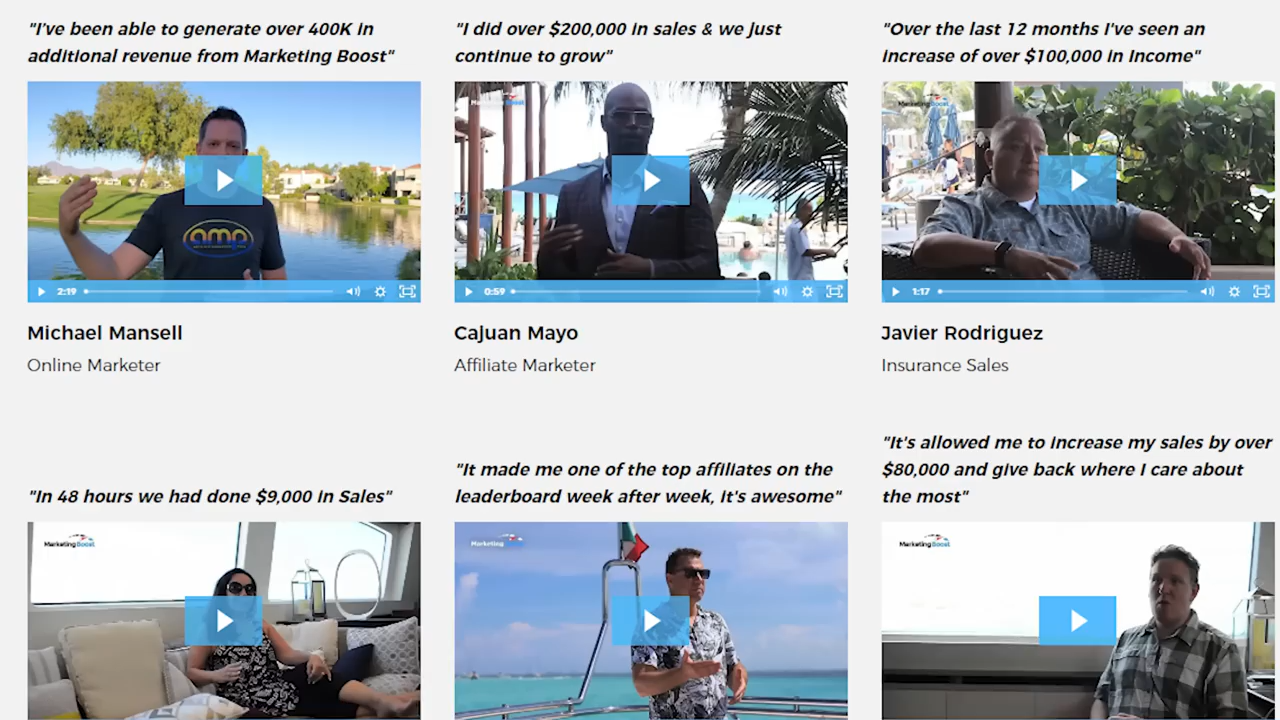 "I've been able to generate over 400K in
additional revenue from Marketing Boost"
"I did over $200,000 in sales & we just
continue to grow"
"Over the last 12 months I've seen an
increase of over $100,000 in income"
MarketingBoost
MarketingBoost
amp
2:19
0:59
1:17
Michael Mansell
Cajuan Mayo
Javier Rodriguez
Online Marketer
Affiliate Marketer
Insurance Sales
"In 48 hours we had done $9,000 in Sales"
"It made me one of the top affiliates on the
leaderboard week after week, it's awesome"
"It's allowed me to increase my sales by over
$80,000 and give back where I care about
the most"
MarketingBoost
Marketing
MarketingBoost